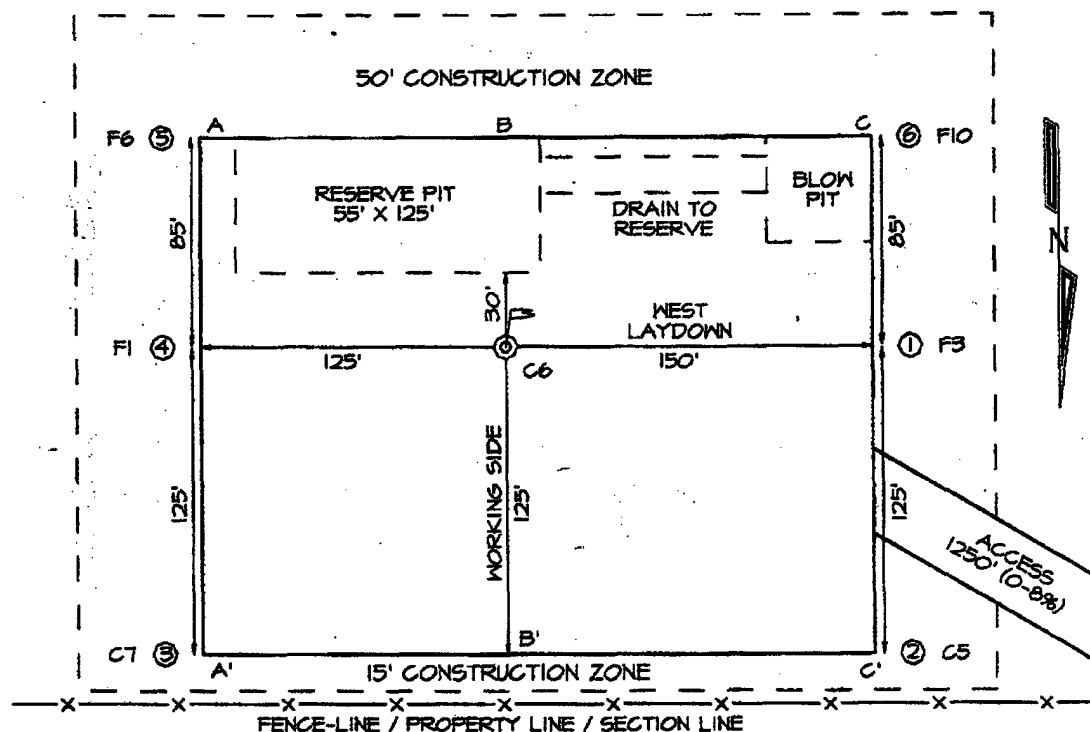 50' CONSTRUCTION ZONE
F6 ⑤ A B C ⑥ F10
RESERVE PIT
55' X 125'
BLOW
PIT
DRAIN TO
RESERVE
85'
85'
N
30'
WEST
LAYDOWN
F1 ④ 125' 150' ① F3
C6
125'
WORKING SIDE
125'
125'
ACCESS
1250' (0-8%)
C7 ③ A' B' C' ② C5
15' CONSTRUCTION ZONE
FENCE-LINE / PROPERTY LINE / SECTION LINE